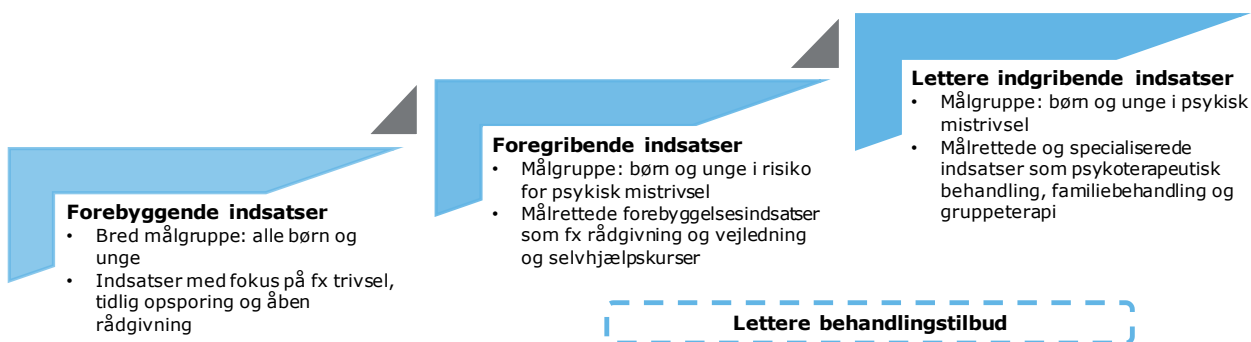 Forebyggende indsatser
• Bred målgruppe: alle børn og
unge
• Indsatser med fokus på fx trivsel,
tidlig opsporing og åben
rådgivning
Foregribende indsatser
• Målgruppe: børn og unge i risiko
for psykisk mistrivsel
• Målrettede forebyggelsesindsatser
som fx rådgivning og vejledning
og selvhjælpskurser
Lettere indgribende indsatser
• Målgruppe: børn og unge i psykisk
mistrivsel
• Målrettede og specialiserede
indsatser som psykoterapeutisk
behandling, familiebehandling og
gruppeterapi
Lettere behandlingstilbud